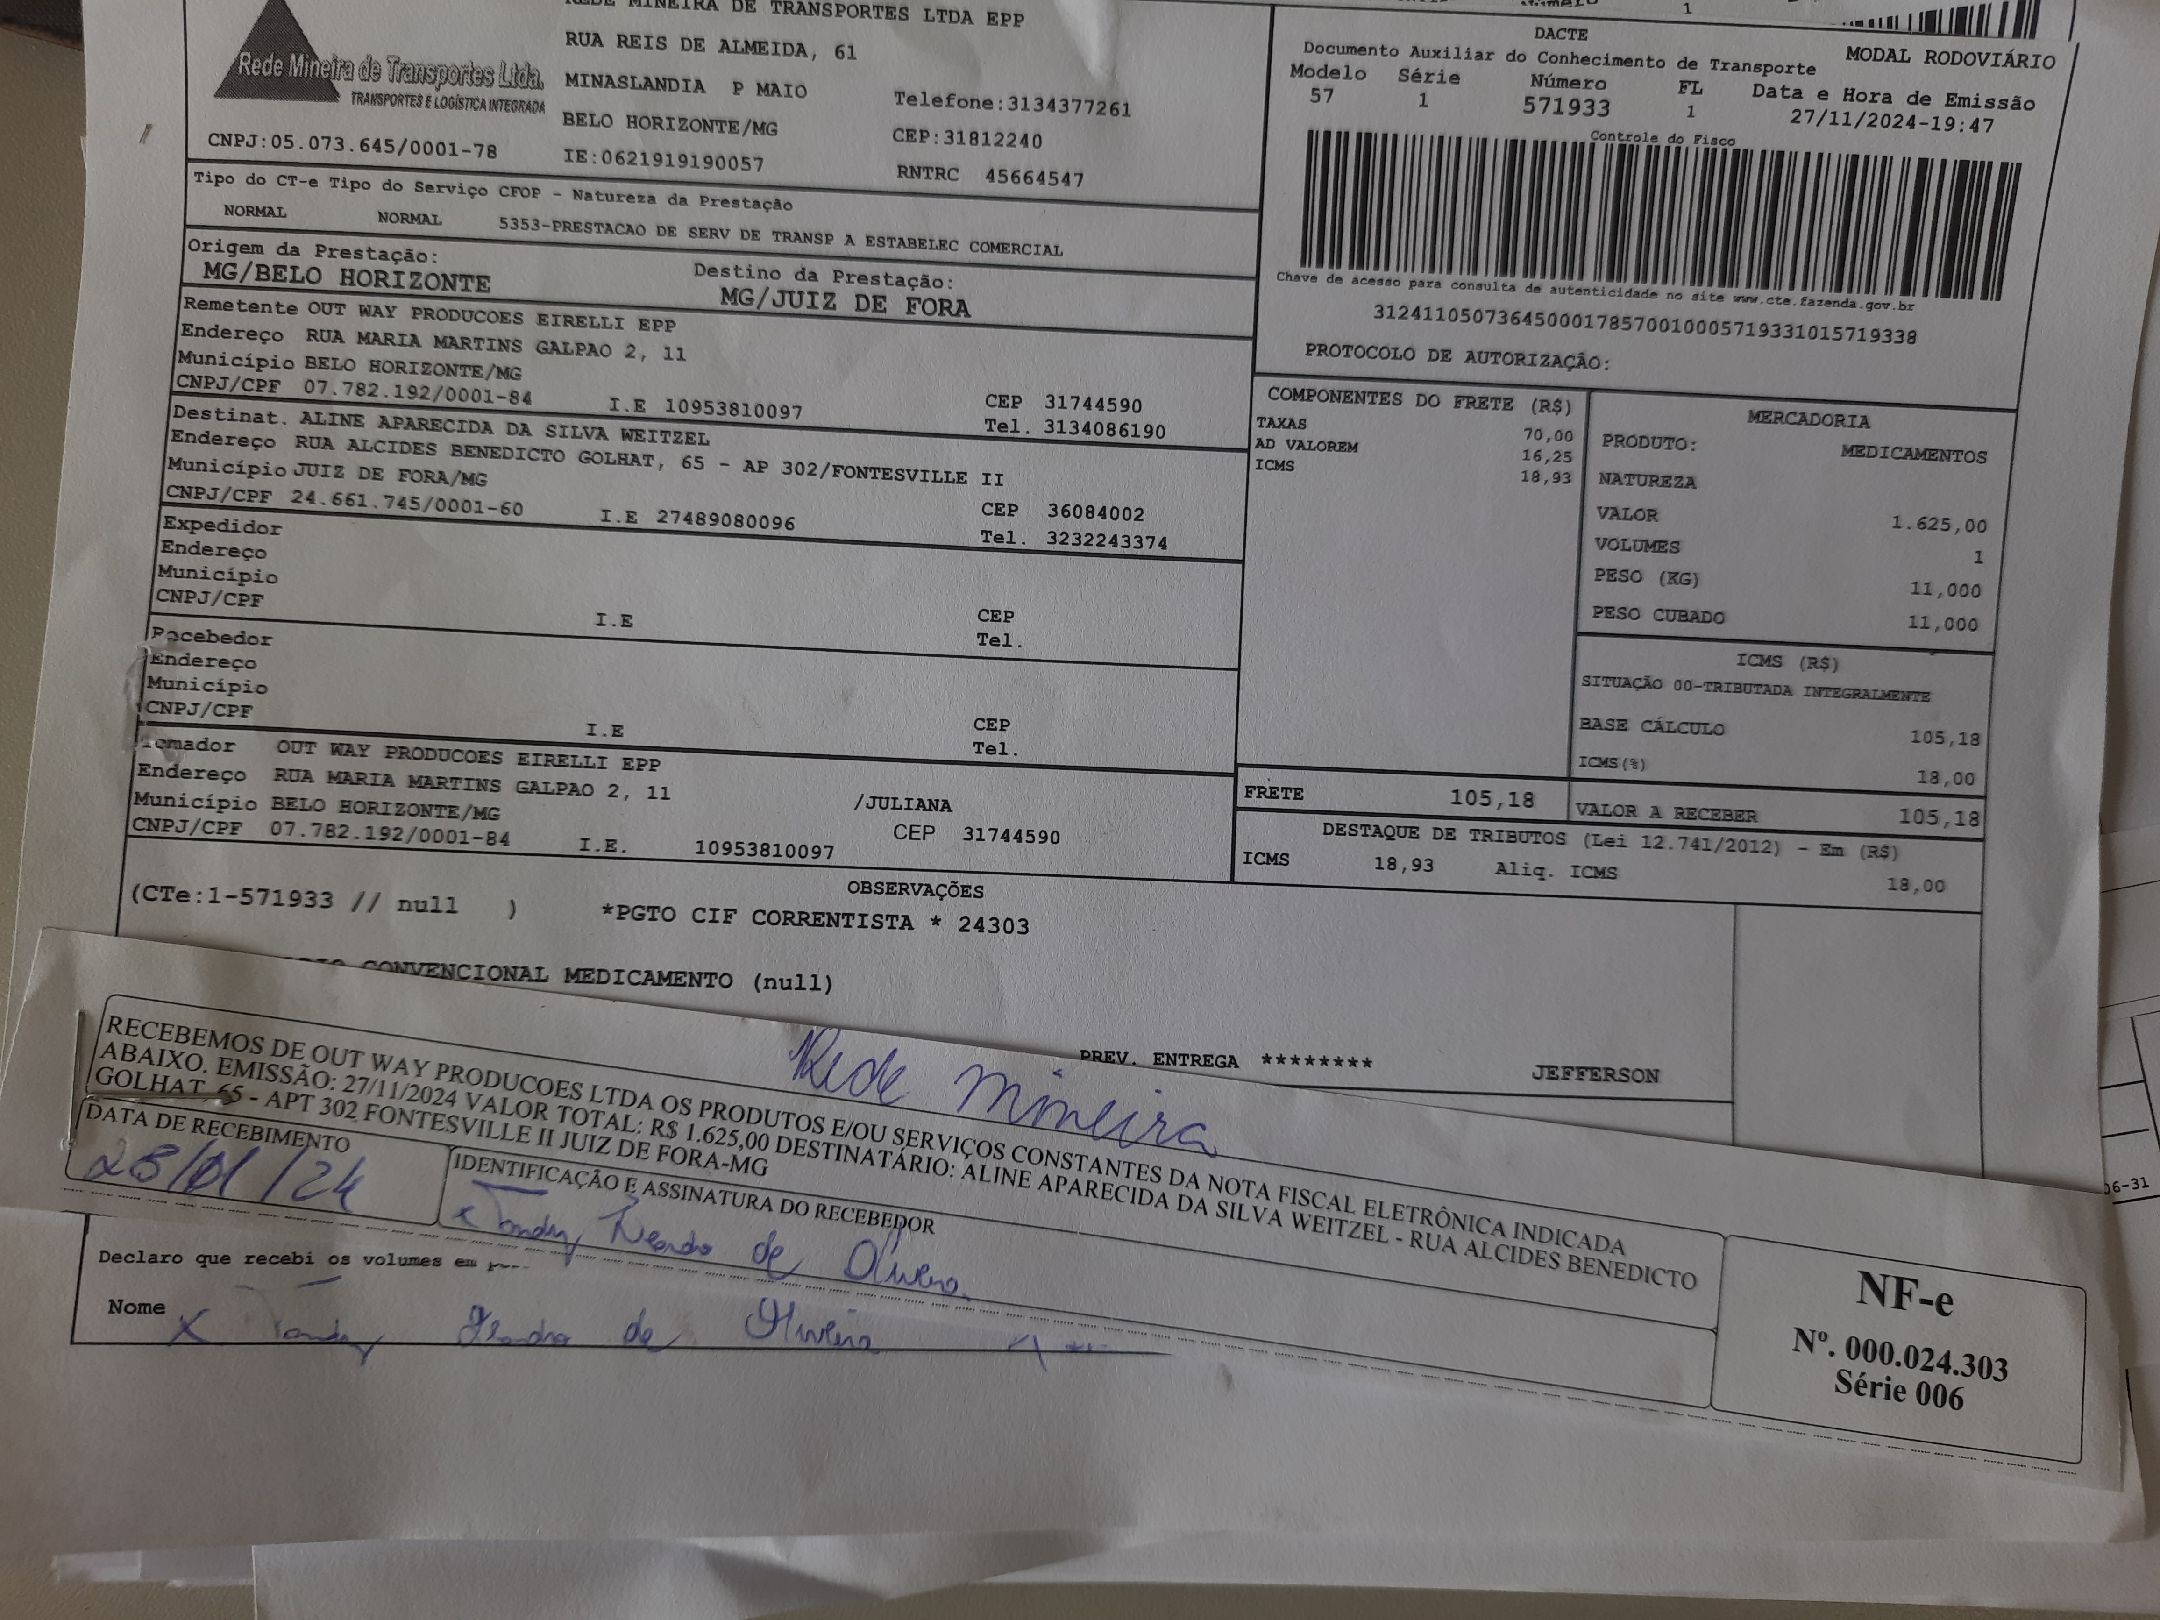 REDE MINEIRA DE TRANSPORTES LTDA EPP
RUA REIS DE ALMEIDA, 61
MINASLANDIA P MAIO
BELO HORIZONTE/MG
IE:0621919190057
Telefone:3134377261
CEP:31812240
RNTRC 45664547
Rede Mineira de Transportes Ltda.
TRANSPORTES E LOGÍSTICA INTEGRADA
CNPJ:05.073.645/0001-78
DACTE
Documento Auxiliar do Conhecimento de Transporte
MODAL RODOVIÁRIO
Modelo Série Número FL Data e Hora de Emissão
57 1 571933 1 27/11/2024-19:47
Controle do Fisco
Chave de acesso para consulta de autenticidade no site www.cte.fazenda.gov.br
31241105073645000178570010005719331015719338
PROTOCOLO DE AUTORIZAÇÃO:
Tipo do CT-e Tipo do Serviço CFOP - Natureza da Prestação
NORMAL NORMAL 5353-PRESTACAO DE SERV DE TRANSP A ESTABELEC COMERCIAL
Origem da Prestação: Destino da Prestação:
MG/BELO HORIZONTE MG/JUIZ DE FORA
Remetente OUT WAY PRODUCOES EIRELLI EPP
Endereço RUA MARIA MARTINS GALPAO 2, 11
Município BELO HORIZONTE/MG CEP 31744590
CNPJ/CPF 07.782.192/0001-84 I.E 10953810097 Tel. 3134086190
Destinat. ALINE APARECIDA DA SILVA WEITZEL
Endereço RUA ALCIDES BENEDICTO GOLHAT, 65 - AP 302/FONTESVILLE II
Município JUIZ DE FORA/MG CEP 36084002
CNPJ/CPF 24.661.745/0001-60 I.E 27489080096 Tel. 3232243374
Expedidor
Endereço
Município CEP
CNPJ/CPF I.E Tel.
Recebedor
Endereço
Município CEP
CNPJ/CPF I.E Tel.
Tomador OUT WAY PRODUCOES EIRELLI EPP
Endereço RUA MARIA MARTINS GALPAO 2, 11 /JULIANA
Município BELO HORIZONTE/MG CEP 31744590
CNPJ/CPF 07.782.192/0001-84 I.E. 10953810097
COMPONENTES DO FRETE (R$)
TAXAS 70,00
AD VALOREM 16,25
ICMS 18,93
MERCADORIA
PRODUTO: MEDICAMENTOS
NATUREZA
VALOR 1.625,00
VOLUMES 1
PESO (KG) 11,000
PESO CUBADO 11,000
ICMS (R$)
SITUAÇÃO 00-TRIBUTADA INTEGRALMENTE
BASE CÁLCULO 105,18
ICMS(%) 18,00
FRETE 105,18 VALOR A RECEBER 105,18
DESTAQUE DE TRIBUTOS (Lei 12.741/2012) - Em (R$)
ICMS 18,93 Aliq. ICMS 18,00
OBSERVAÇÕES
(CTe:1-571933 // null ) *PGTO CIF CORRENTISTA * 24303
CONVENCIONAL MEDICAMENTO (null)
PREV. ENTREGA ******** JEFFERSON
Rede Mineira
RECEBEMOS DE OUT WAY PRODUCOES LTDA OS PRODUTOS E/OU SERVIÇOS CONSTANTES DA NOTA FISCAL ELETRÔNICA INDICADA
ABAIXO. EMISSÃO: 27/11/2024 VALOR TOTAL: R$ 1.625,00 DESTINATÁRIO: ALINE APARECIDA DA SILVA WEITZEL - RUA ALCIDES BENEDICTO
GOLHAT, 65 - APT 302 FONTESVILLE II JUIZ DE FORA-MG
DATA DE RECEBIMENTO
IDENTIFICAÇÃO E ASSINATURA DO RECEBEDOR
x de Oliveira
NF-e
Nº. 000.024.303
Série 006
Declaro que recebi os volumes em
Nome x de Oliveira
06-31